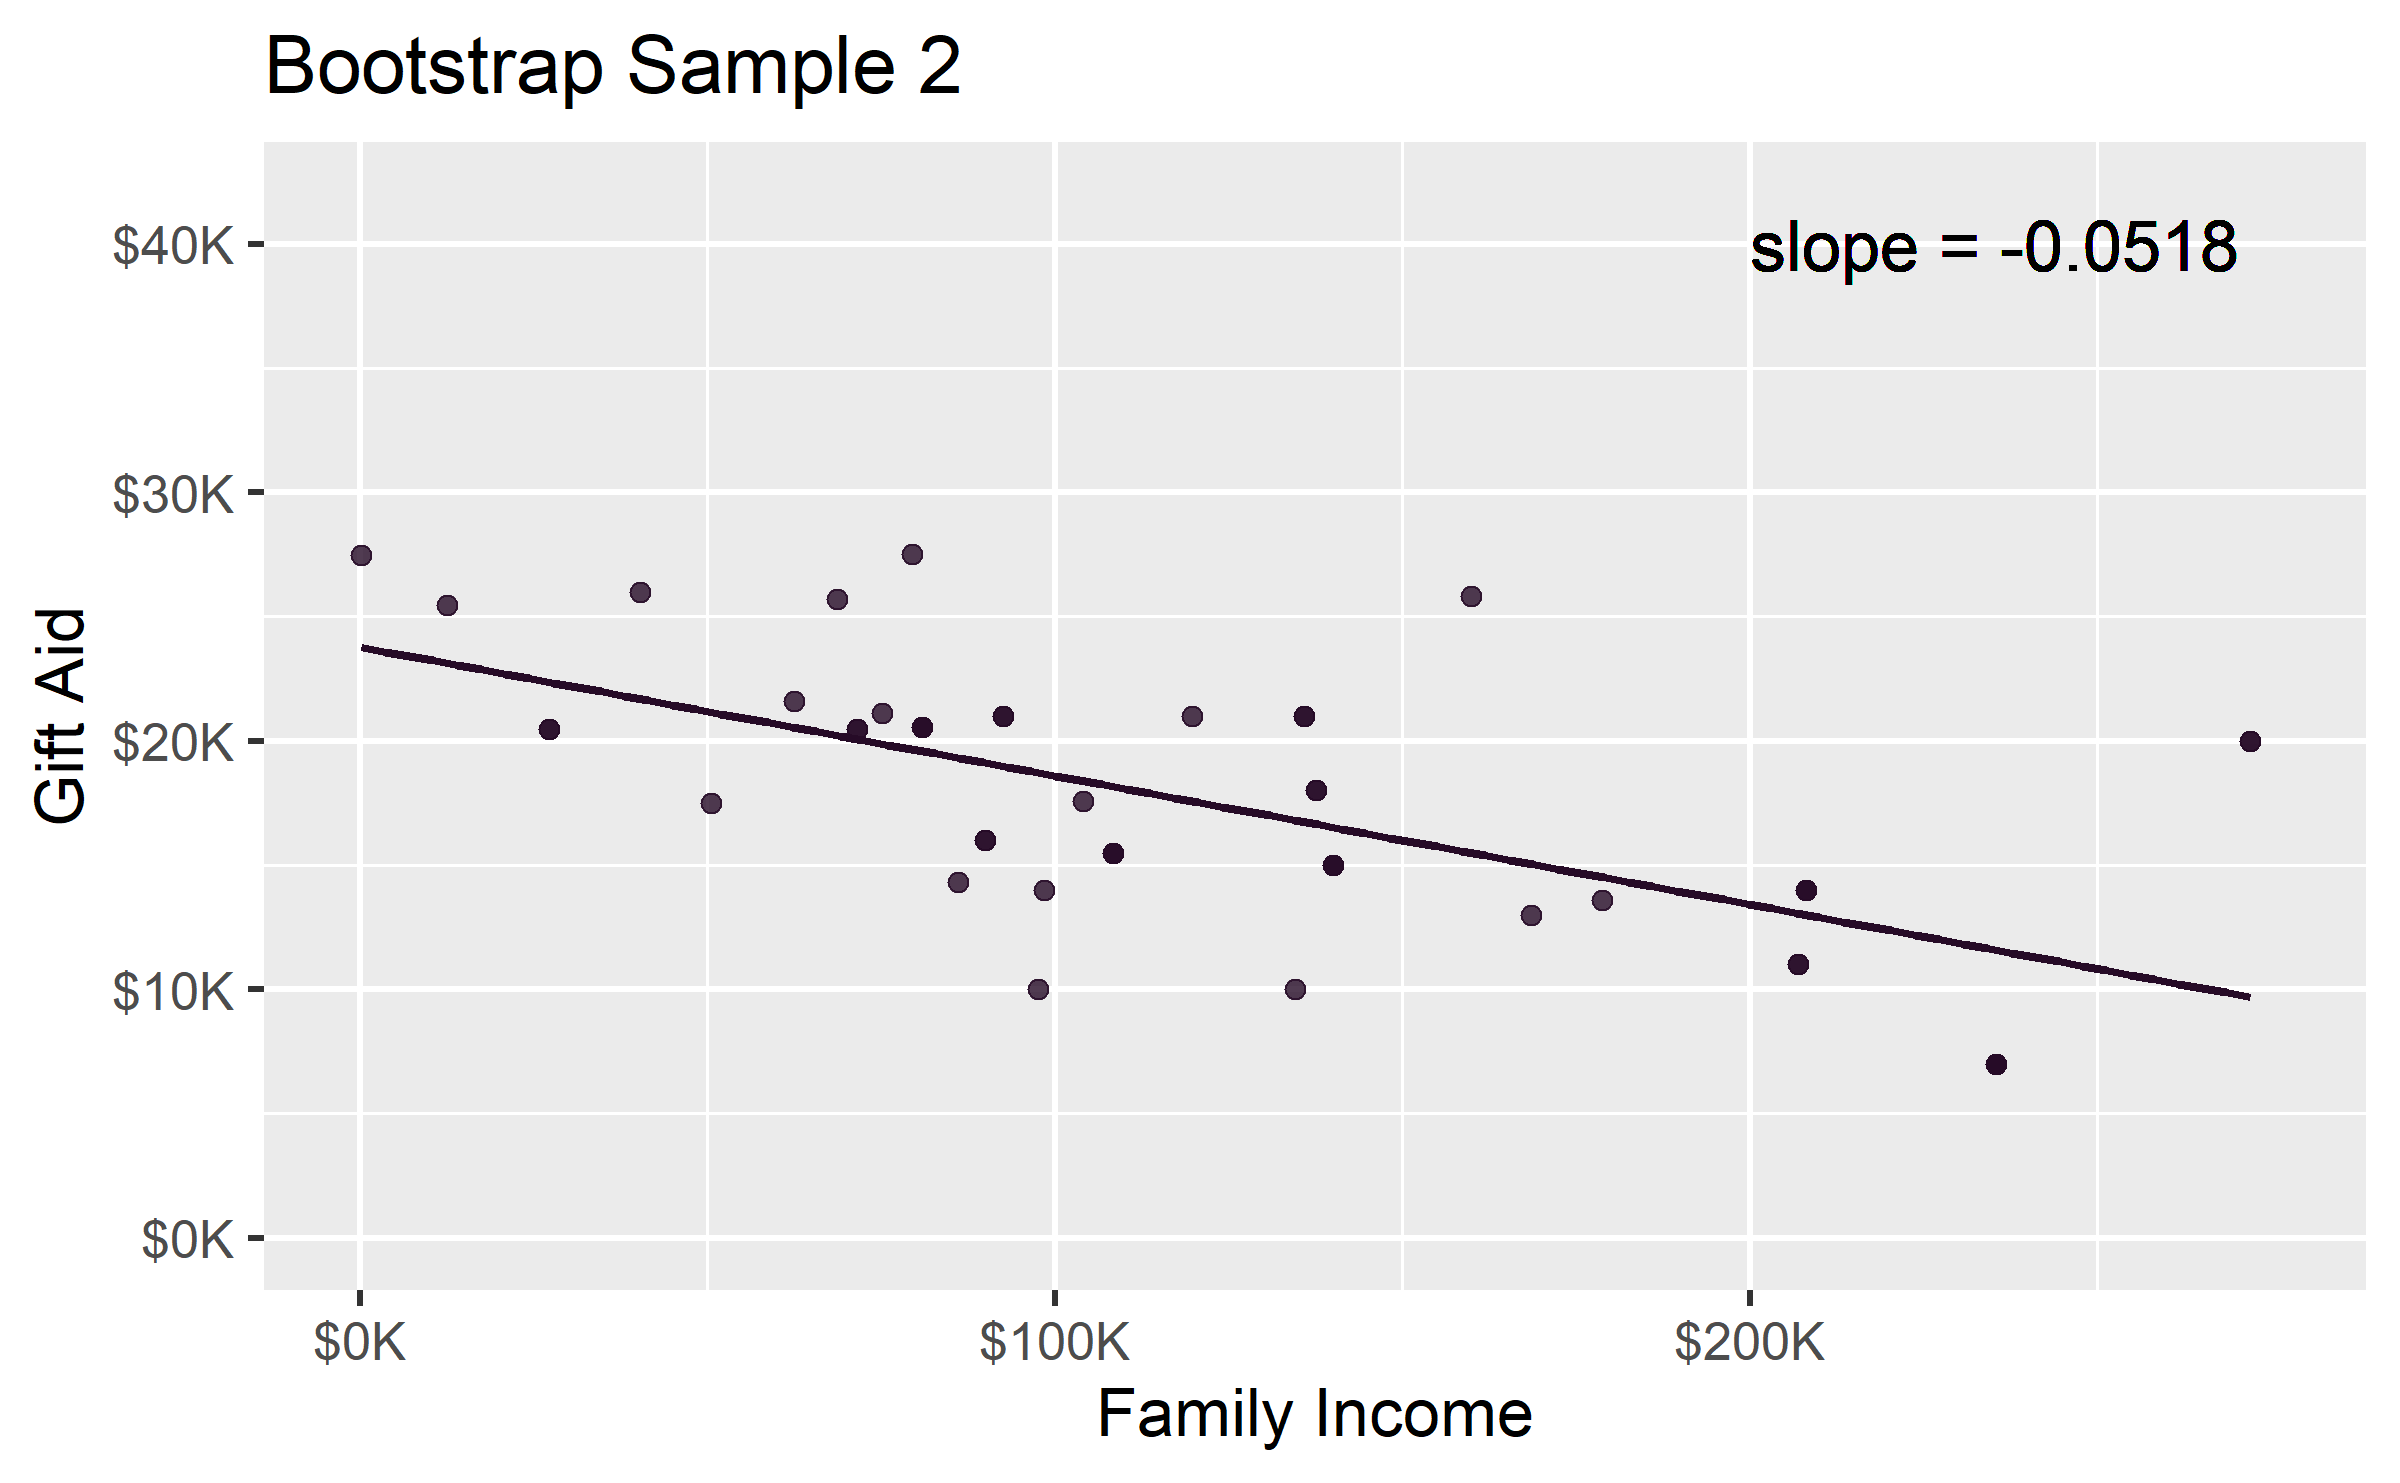 Bootstrap Sample 2
slope = -0.0518
$40K
$30K
$20K
$10K
$0K
Gift Aid
$0K
$100K
$200K
Family Income